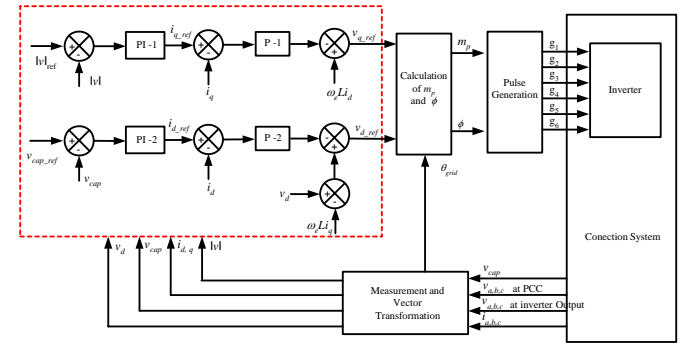 |v|ref
+
-
|v|
PI -1
i_q_ref
+
-
i_q
P -1
-
+
-
ω_e Li_d
v_q_ref
v_cap_ref
+
-
v_cap
PI -2
i_d_ref
+
-
i_d
P -2
-
+
-
v_d
+
-
ω_e Li_q
v_d_ref
Calculation
of m_p
and ϕ
m_p
ϕ
θ_grid
Pulse
Generation
g_1
g_2
g_3
g_4
g_5
g_6
Inverter
Conection System
v_d
v_cap
i_d, q
|v|
Measurement and
Vector
Transformation
v_cap
v_a,b,c at PCC
v_a,b,c at inverter Output
i_a,b,c